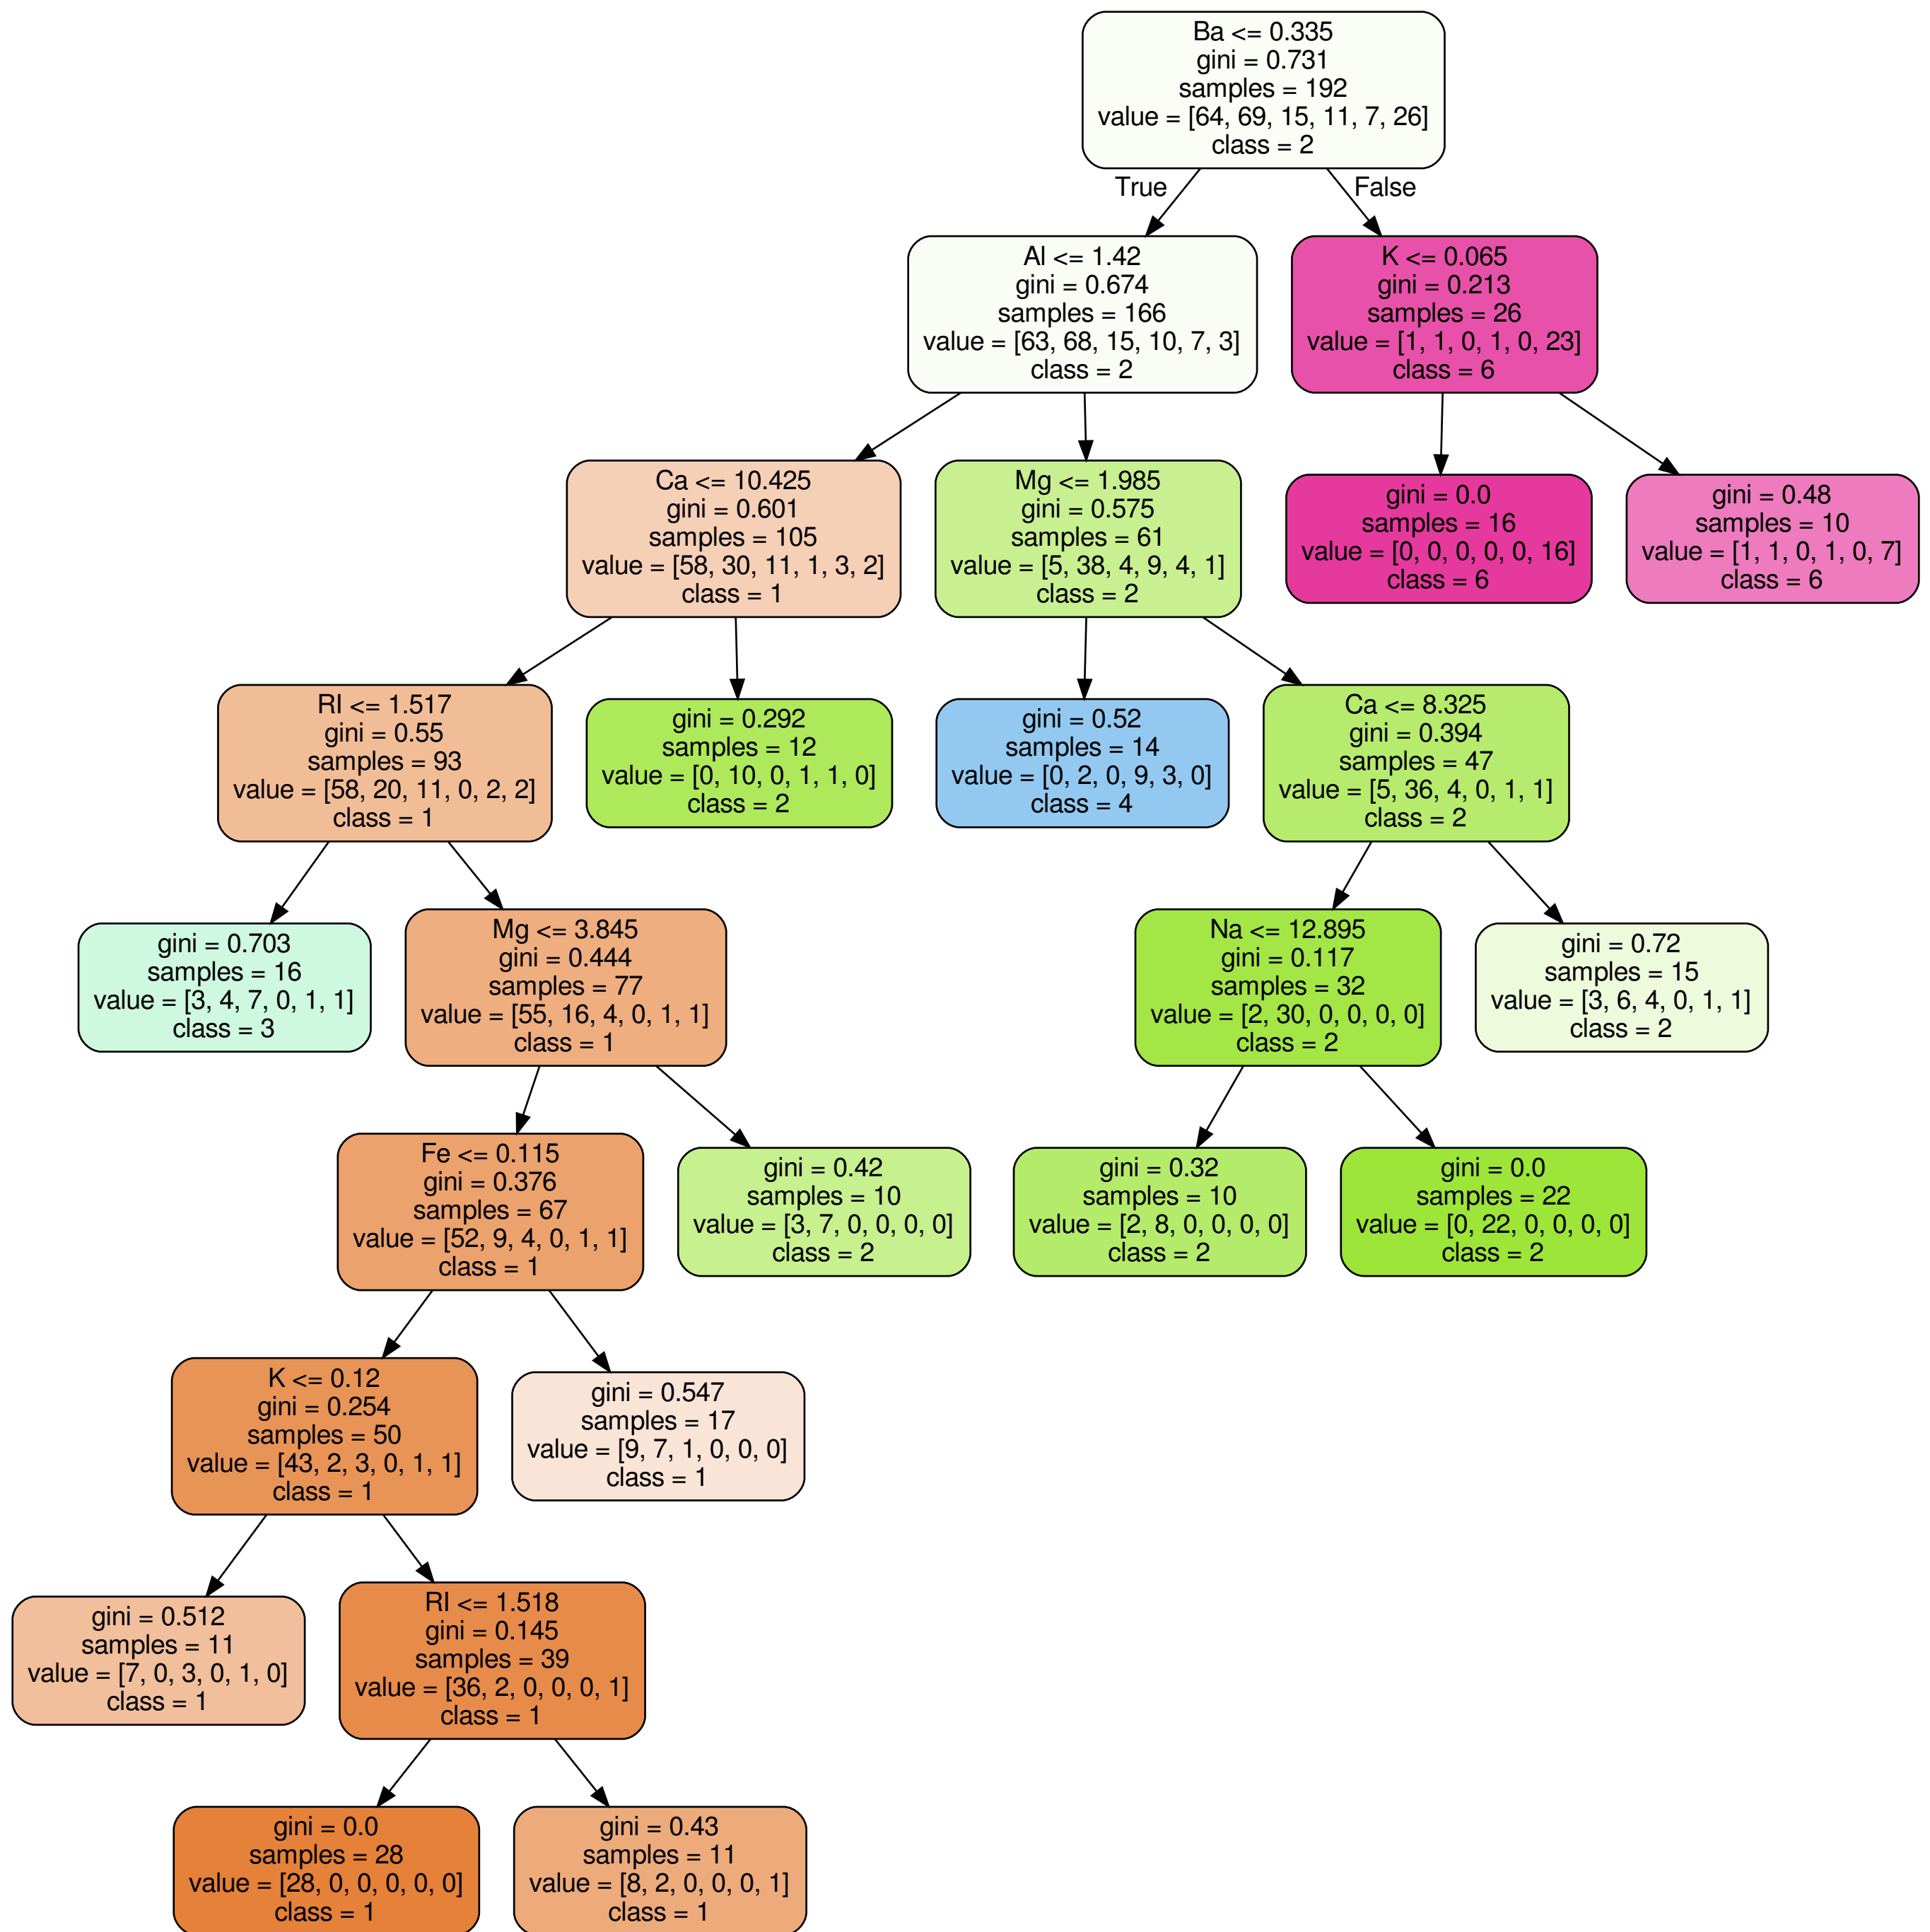 Ba <= 0.335
gini = 0.731
samples = 192
value = [64, 69, 15, 11, 7, 26]
class = 2
True
False
Al <= 1.42
gini = 0.674
samples = 166
value = [63, 68, 15, 10, 7, 3]
class = 2
K <= 0.065
gini = 0.213
samples = 26
value = [1, 1, 0, 1, 0, 23]
class = 6
Ca <= 10.425
gini = 0.601
samples = 105
value = [58, 30, 11, 1, 3, 2]
class = 1
Mg <= 1.985
gini = 0.575
samples = 61
value = [5, 38, 4, 9, 4, 1]
class = 2
gini = 0.0
samples = 16
value = [0, 0, 0, 0, 0, 16]
class = 6
gini = 0.48
samples = 10
value = [1, 1, 0, 1, 0, 7]
class = 6
RI <= 1.517
gini = 0.55
samples = 93
value = [58, 20, 11, 0, 2, 2]
class = 1
gini = 0.292
samples = 12
value = [0, 10, 0, 1, 1, 0]
class = 2
gini = 0.52
samples = 14
value = [0, 2, 0, 9, 3, 0]
class = 4
Ca <= 8.325
gini = 0.394
samples = 47
value = [5, 36, 4, 0, 1, 1]
class = 2
gini = 0.703
samples = 16
value = [3, 4, 7, 0, 1, 1]
class = 3
Mg <= 3.845
gini = 0.444
samples = 77
value = [55, 16, 4, 0, 1, 1]
class = 1
Na <= 12.895
gini = 0.117
samples = 32
value = [2, 30, 0, 0, 0, 0]
class = 2
gini = 0.72
samples = 15
value = [3, 6, 4, 0, 1, 1]
class = 2
Fe <= 0.115
gini = 0.376
samples = 67
value = [52, 9, 4, 0, 1, 1]
class = 1
gini = 0.42
samples = 10
value = [3, 7, 0, 0, 0, 0]
class = 2
gini = 0.32
samples = 10
value = [2, 8, 0, 0, 0, 0]
class = 2
gini = 0.0
samples = 22
value = [0, 22, 0, 0, 0, 0]
class = 2
K <= 0.12
gini = 0.254
samples = 50
value = [43, 2, 3, 0, 1, 1]
class = 1
gini = 0.547
samples = 17
value = [9, 7, 1, 0, 0, 0]
class = 1
gini = 0.512
samples = 11
value = [7, 0, 3, 0, 1, 0]
class = 1
RI <= 1.518
gini = 0.145
samples = 39
value = [36, 2, 0, 0, 0, 1]
class = 1
gini = 0.0
samples = 28
value = [28, 0, 0, 0, 0, 0]
class = 1
gini = 0.43
samples = 11
value = [8, 2, 0, 0, 0, 1]
class = 1